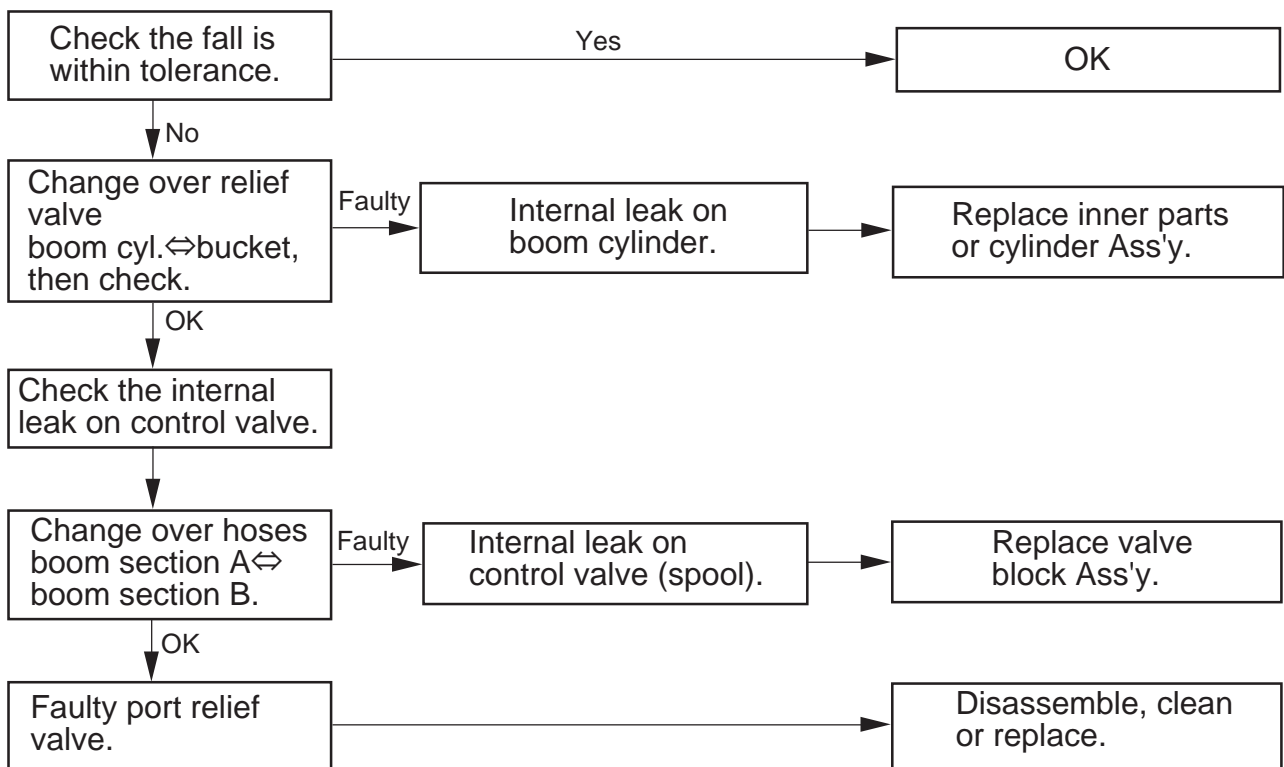 Check the fall is
within tolerance.
Yes
OK
No
Change over relief
valve
boom cyl.⇔bucket,
then check.
Faulty
Internal leak on
boom cylinder.
Replace inner parts
or cylinder Ass'y.
OK
Check the internal
leak on control valve.
Change over hoses
boom section A⇔
boom section B.
Faulty
Internal leak on
control valve (spool).
Replace valve
block Ass'y.
OK
Faulty port relief
valve.
Disassemble, clean
or replace.